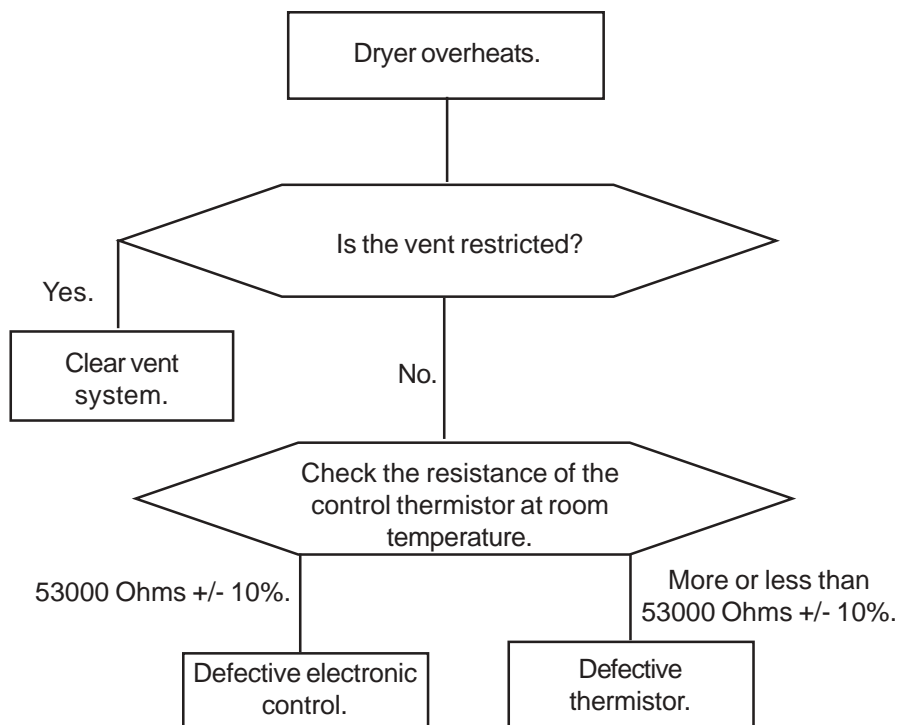 Dryer overheats.
Is the vent restricted?
Yes.
Clear vent
system.
No.
Check the resistance of the
control thermistor at room
temperature.
53000 Ohms +/- 10%.
More or less than
53000 Ohms +/- 10%.
Defective electronic
control.
Defective
thermistor.